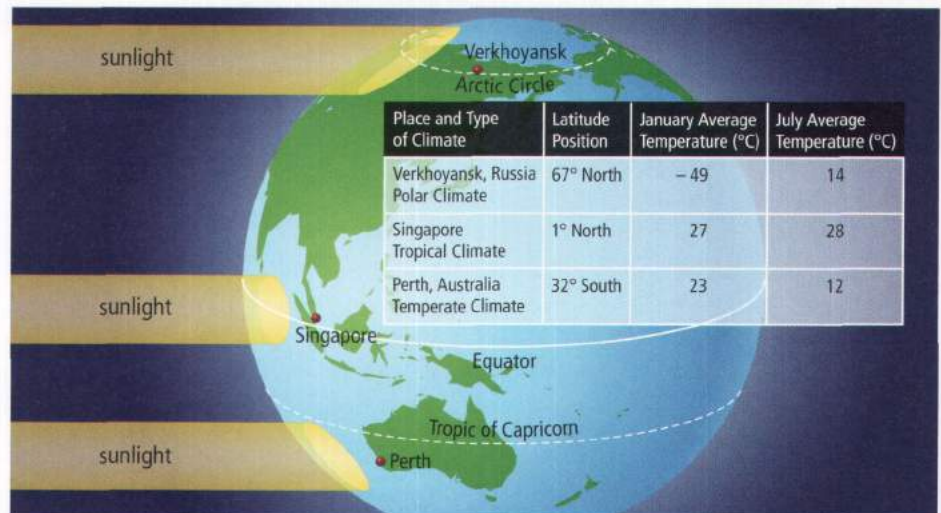 sunlight
Verkhoyansk
Arctic Circle
Place and Type of Climate | Latitude Position | January Average Temperature (°C) | July Average Temperature (°C)
Verkhoyansk, Russia Polar Climate | 67° North | – 49 | 14
Singapore Tropical Climate | 1° North | 27 | 28
Perth, Australia Temperate Climate | 32° South | 23 | 12
sunlight
Singapore
Equator
Tropic of Capricorn
sunlight
Perth